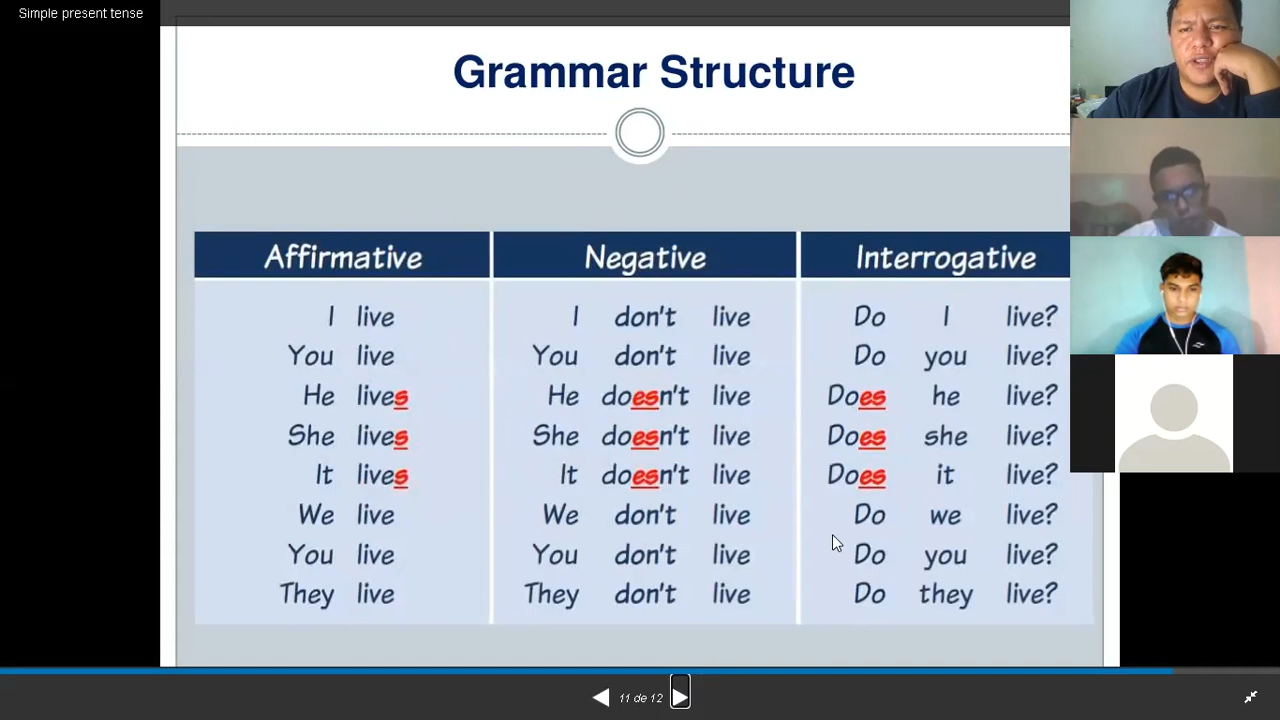 Simple present tense
Grammar Structure
Affirmative Negative Interrogative
I live I don't live Do I live?
You live You don't live Do you live?
He lives He doesn't live Does he live?
She lives She doesn't live Does she live?
It lives It doesn't live Does it live?
We live We don't live Do we live?
You live You don't live Do you live?
They live They don't live Do they live?
11 de 12